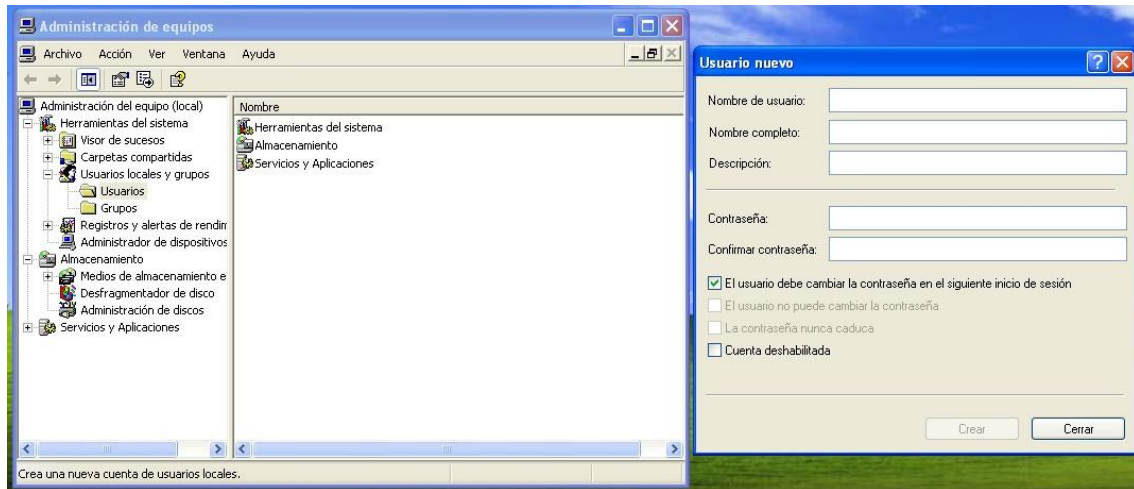 Administración de equipos
Archivo Acción Ver Ventana Ayuda
Administración del equipo (local)
Herramientas del sistema
Visor de sucesos
Carpetas compartidas
Usuarios locales y grupos
Usuarios
Grupos
Registros y alertas de rendim
Administrador de dispositivos
Almacenamiento
Medios de almacenamiento e
Desfragmentador de disco
Administración de discos
Servicios y Aplicaciones
Nombre
Herramientas del sistema
Almacenamiento
Servicios y Aplicaciones
Crea una nueva cuenta de usuarios locales.
Usuario nuevo
Nombre de usuario:
Nombre completo:
Descripción:
Contraseña:
Confirmar contraseña:
El usuario debe cambiar la contraseña en el siguiente inicio de sesión
El usuario no puede cambiar la contraseña
La contraseña nunca caduca
Cuenta deshabilitada
Crear Cerrar